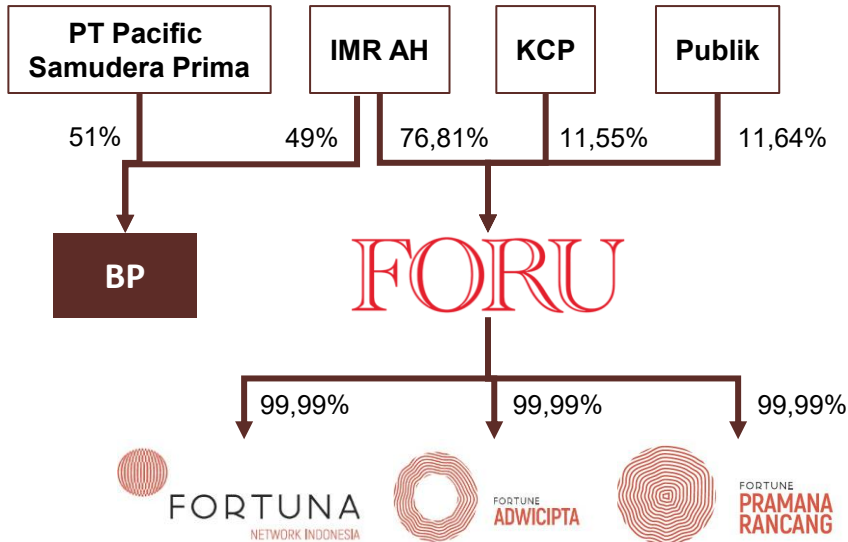 PT Pacific
Samudera Prima
IMR AH
KCP
Publik
51%
49%
76,81%
11,55%
11,64%
BP
FORU
99,99%
99,99%
99,99%
FORTUNA
NETWORK INDONESIA
FORTUNE
ADWICIPTA
FORTUNE
PRAMANA
RANCANG